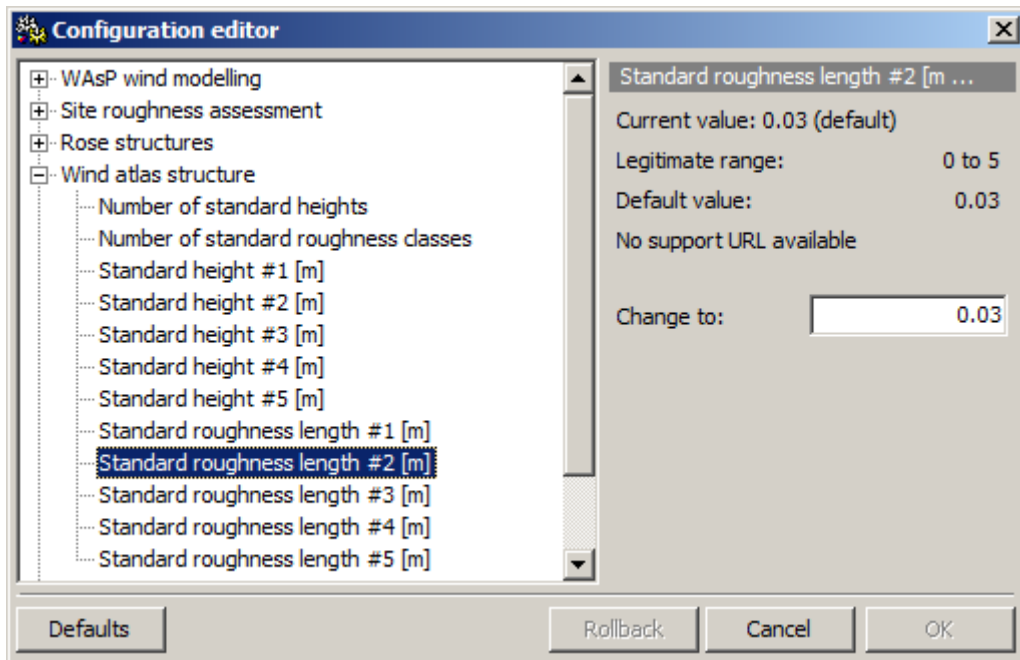 Configuration editor
WAsP wind modelling
Site roughness assessment
Rose structures
Wind atlas structure
Number of standard heights
Number of standard roughness classes
Standard height #1 [m]
Standard height #2 [m]
Standard height #3 [m]
Standard height #4 [m]
Standard height #5 [m]
Standard roughness length #1 [m]
Standard roughness length #2 [m]
Standard roughness length #3 [m]
Standard roughness length #4 [m]
Standard roughness length #5 [m]
Standard roughness length #2 [m ...
Current value: 0.03 (default)
Legitimate range: 0 to 5
Default value: 0.03
No support URL available
Change to: 0.03
Defaults Rollback Cancel OK